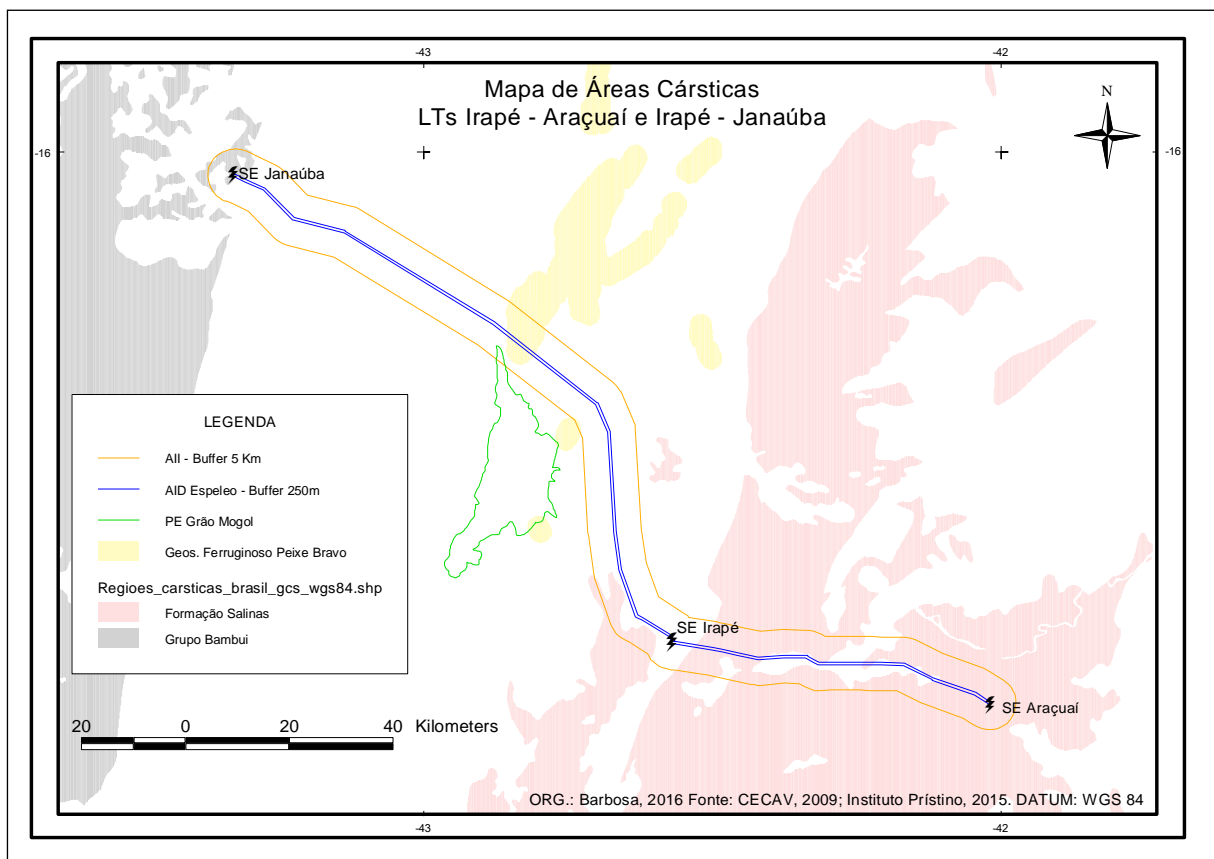 -43
-42
Mapa de Áreas Cársticas
LTs Irapé - Araçuaí e Irapé - Janaúba
N
-16
-16
SE Janaúba
LEGENDA
AII - Buffer 5 Km
AID Espeleo - Buffer 250m
PE Grão Mogol
Geos. Ferruginoso Peixe Bravo
Regioes_carsticas_brasil_gcs_wgs84.shp
Formação Salinas
Grupo Bambui
SE Irapé
SE Araçuaí
20 0 20 40 Kilometers
ORG.: Barbosa, 2016 Fonte: CECAV, 2009; Instituto Prístino, 2015. DATUM: WGS 84
-43
-42